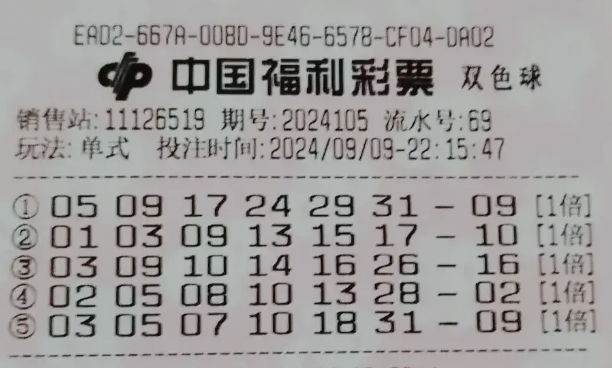 EAD2-667A-008D-9E46-6578-CF04-DA02
中国福利彩票 双色球
销售站:11126519 期号:2024105 流水号:69
玩法:单式 投注时间:2024/09/09-22:15:47
① 05 09 17 24 29 31 - 09 [1倍]
② 01 03 09 13 15 17 - 10 [1倍]
③ 03 09 10 14 16 26 - 16 [1倍]
④ 02 05 08 10 13 28 - 02 [1倍]
⑤ 03 05 07 10 18 31 - 09 [1倍]